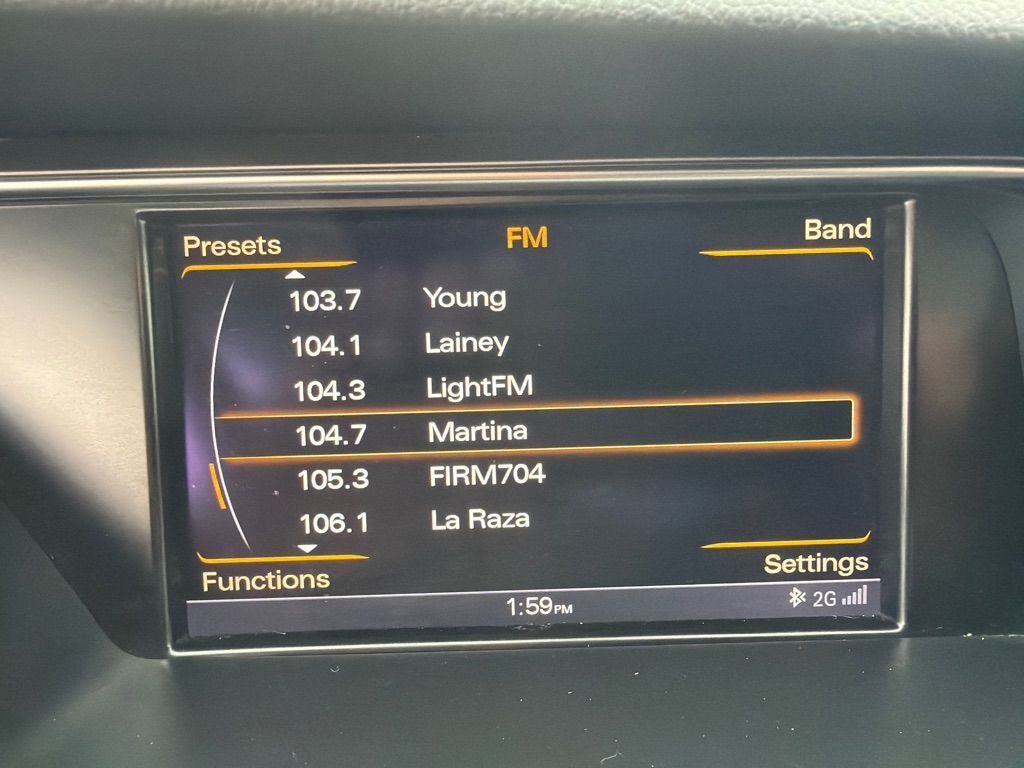 Presets FM Band
103.7 Young
104.1 Lainey
104.3 LightFM
104.7 Martina
105.3 FIRM704
106.1 La Raza
Functions Settings
1:59PM 2G